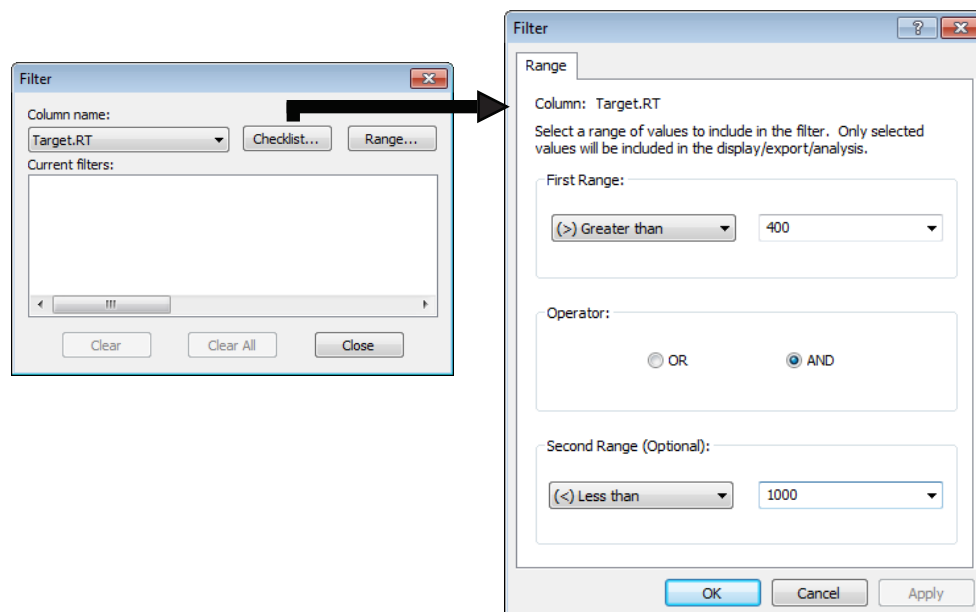 Filter
Column name:
Target.RT
Checklist...
Range...
Current filters:
Clear
Clear All
Close
Filter
?
Range
Column: Target.RT
Select a range of values to include in the filter. Only selected
values will be included in the display/export/analysis.
First Range:
(>) Greater than
400
Operator:
OR
AND
Second Range (Optional):
(<) Less than
1000
OK
Cancel
Apply